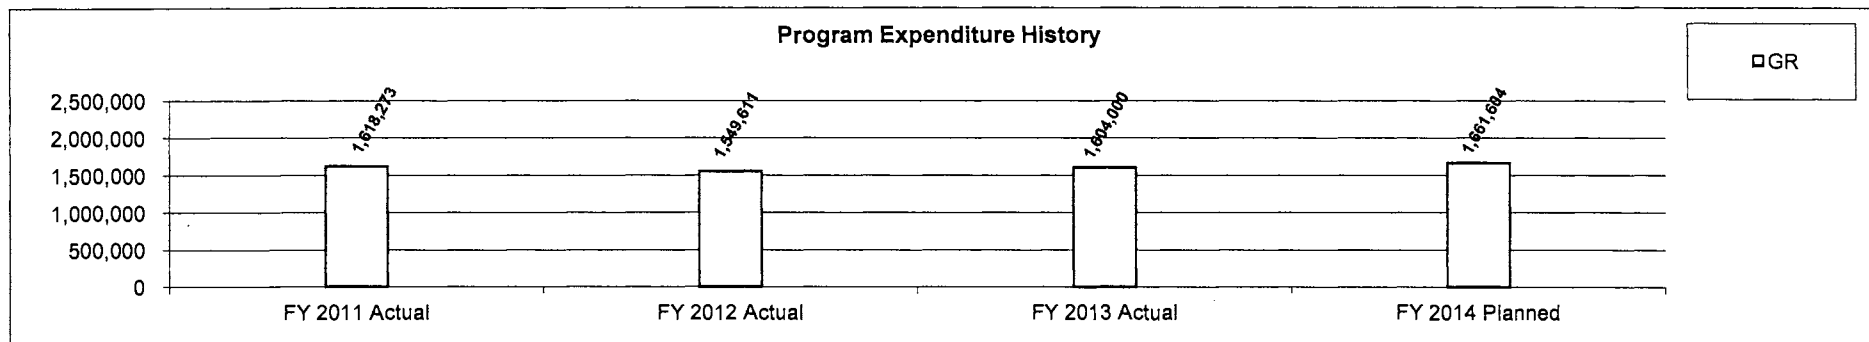 Program Expenditure History
GR
2,500,000
2,000,000
1,500,000
1,000,000
500,000
0
1,618,273
1,549,611
1,604,000
1,661,604
FY 2011 Actual
FY 2012 Actual
FY 2013 Actual
FY 2014 Planned